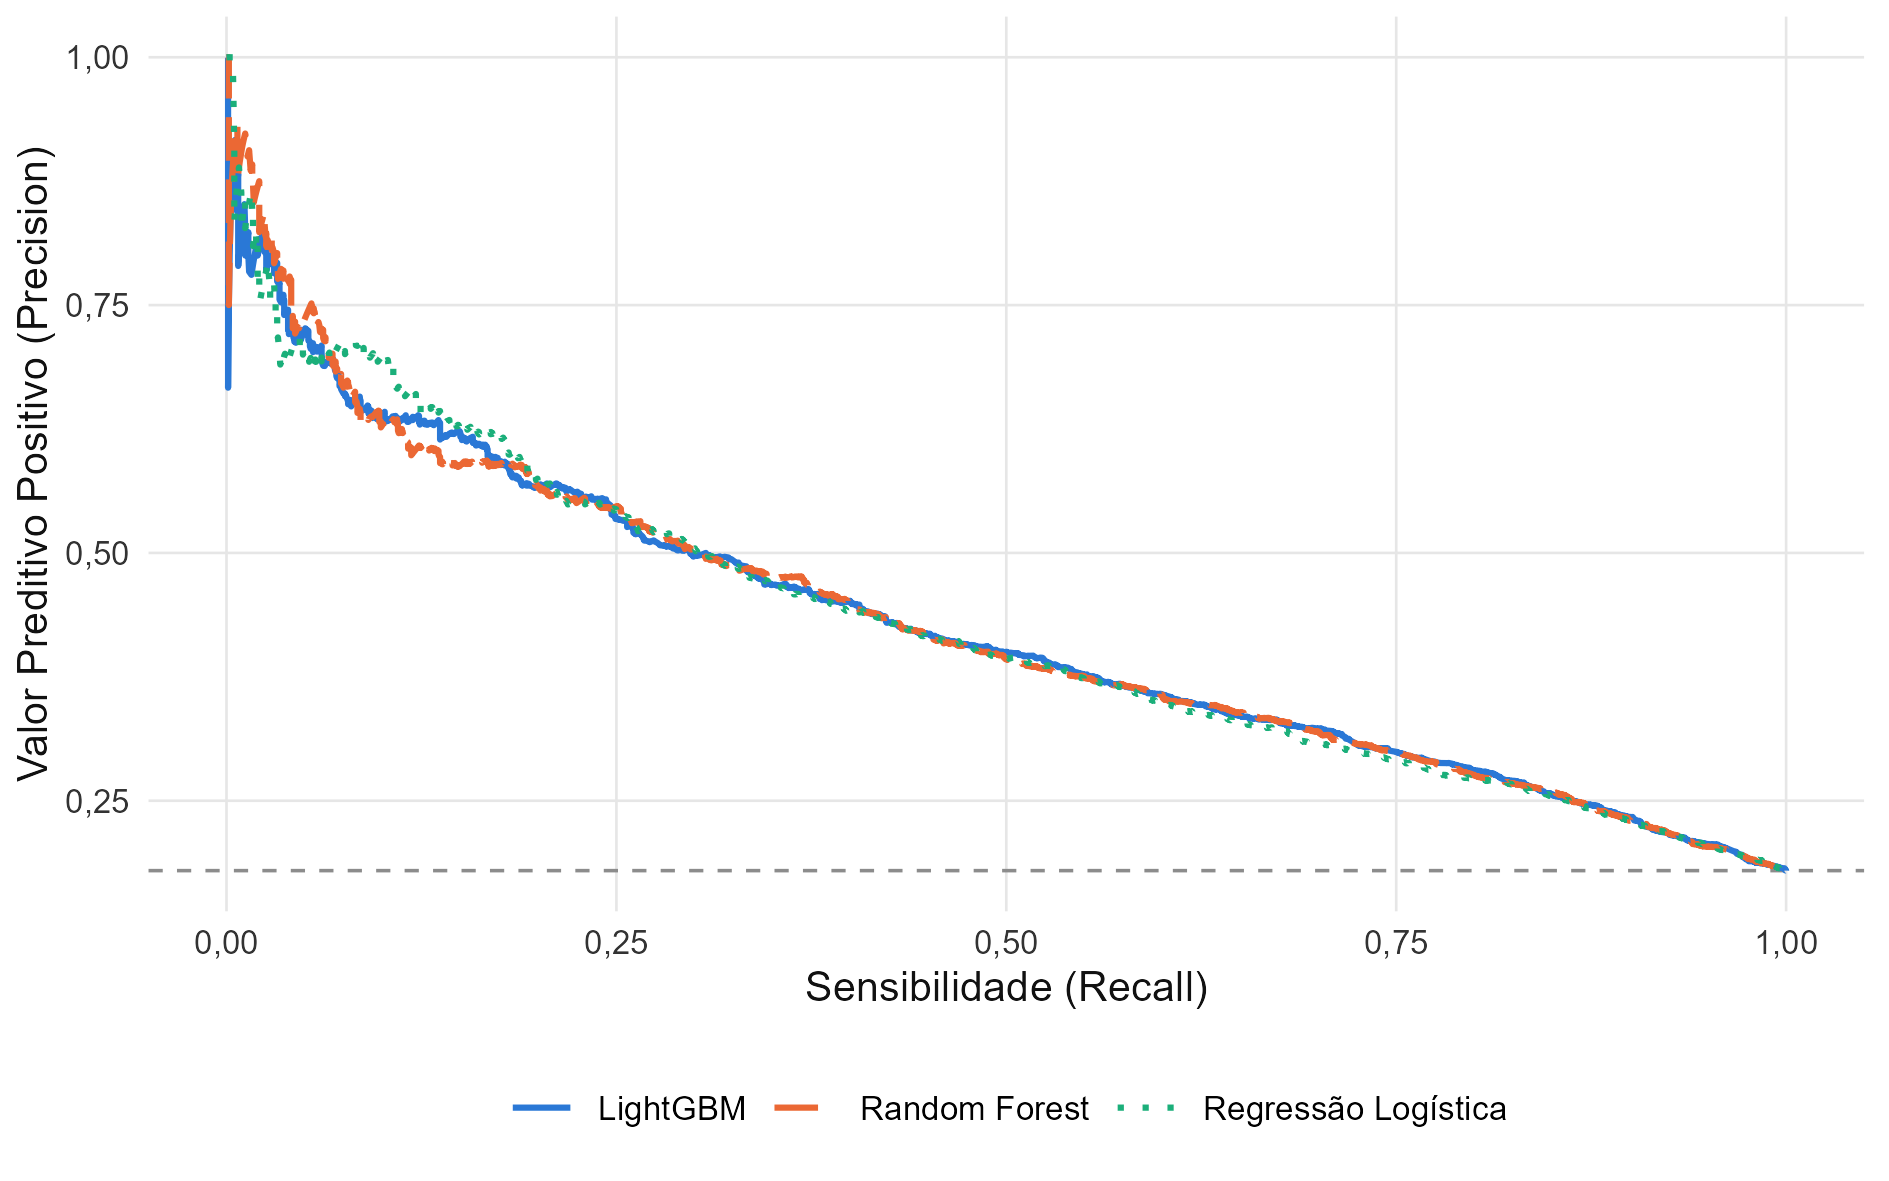 Valor Preditivo Positivo (Precision)
1,00
0,75
0,50
0,25
0,00
0,25
0,50
0,75
1,00
Sensibilidade (Recall)
LightGBM
Random Forest
Regressão Logística